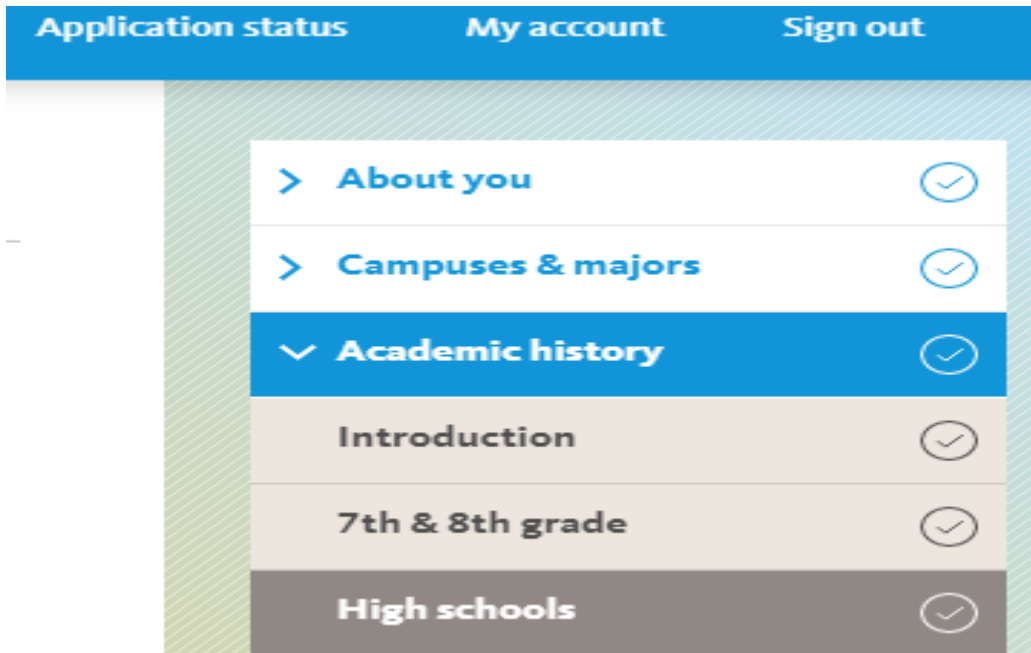 Application status My account Sign out
About you
Campuses & majors
Academic history
Introduction
7th & 8th grade
High schools